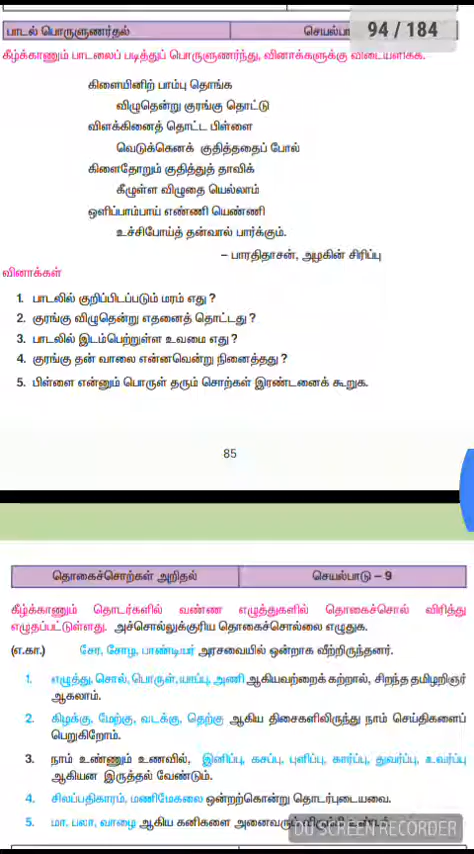 பாடல் பொருளுணர்தல் செயல்பா
94 / 184
கீழ்க்காணும் பாடலைப் படித்துப் பொருளுணர்ந்து, வினாக்களுக்கு விடையளிக்க.
கிளையினிற் பாம்பு தொங்க
விழுதென்று குரங்கு தொட்டு
விளக்கினைத் தொட்ட பிள்ளை
வெடுக்கெனக் குதித்ததைப் போல்
கிளைதோறும் குதித்துத் தாவிக்
கீழுள்ள விழுதை யெல்லாம்
ஒளிப்பாம்பாய் எண்ணி யெண்ணி
உச்சிபோய்த் தன்வால் பார்க்கும்.
– பாரதிதாசன், அழகின் சிரிப்பு
வினாக்கள்
1. பாடலில் குறிப்பிடப்படும் மரம் எது ?
2. குரங்கு விழுதென்று எதனைத் தொட்டது ?
3. பாடலில் இடம்பெற்றுள்ள உவமை எது ?
4. குரங்கு தன் வாலை என்னவென்று நினைத்தது ?
5. பிள்ளை என்னும் பொருள் தரும் சொற்கள் இரண்டனைக் கூறுக.
85
தொகைச்சொற்கள் அறிதல் செயல்பாடு – 9
கீழ்க்காணும் தொடர்களில் வண்ண எழுத்துகளில் தொகைச்சொல் விரித்து
எழுதப்பட்டுள்ளது. அச்சொல்லுக்குரிய தொகைச்சொல்லை எழுதுக.
(எ.கா.) சேர, சோழ, பாண்டியர் அரசவையில் ஒன்றாக வீற்றிருந்தனர்.
1. எழுத்து, சொல், பொருள், யாப்பு, அணி ஆகியவற்றைக் கற்றால், சிறந்த தமிழறிஞர்
ஆகலாம்.
2. கிழக்கு, மேற்கு, வடக்கு, தெற்கு ஆகிய திசைகளிலிருந்து நாம் செய்திகளைப்
பெறுகிறோம்.
3. நாம் உண்ணும் உணவில், இனிப்பு, கசப்பு, புளிப்பு, கார்ப்பு, துவர்ப்பு, உவர்ப்பு
ஆகியன இருத்தல் வேண்டும்.
4. சிலப்பதிகாரம், மணிமேகலை ஒன்றற்கொன்று தொடர்புடையவை.
5. மா, பலா, வாழை ஆகிய கனிகளை அனைவரும்
DU SCREEN RECORDER